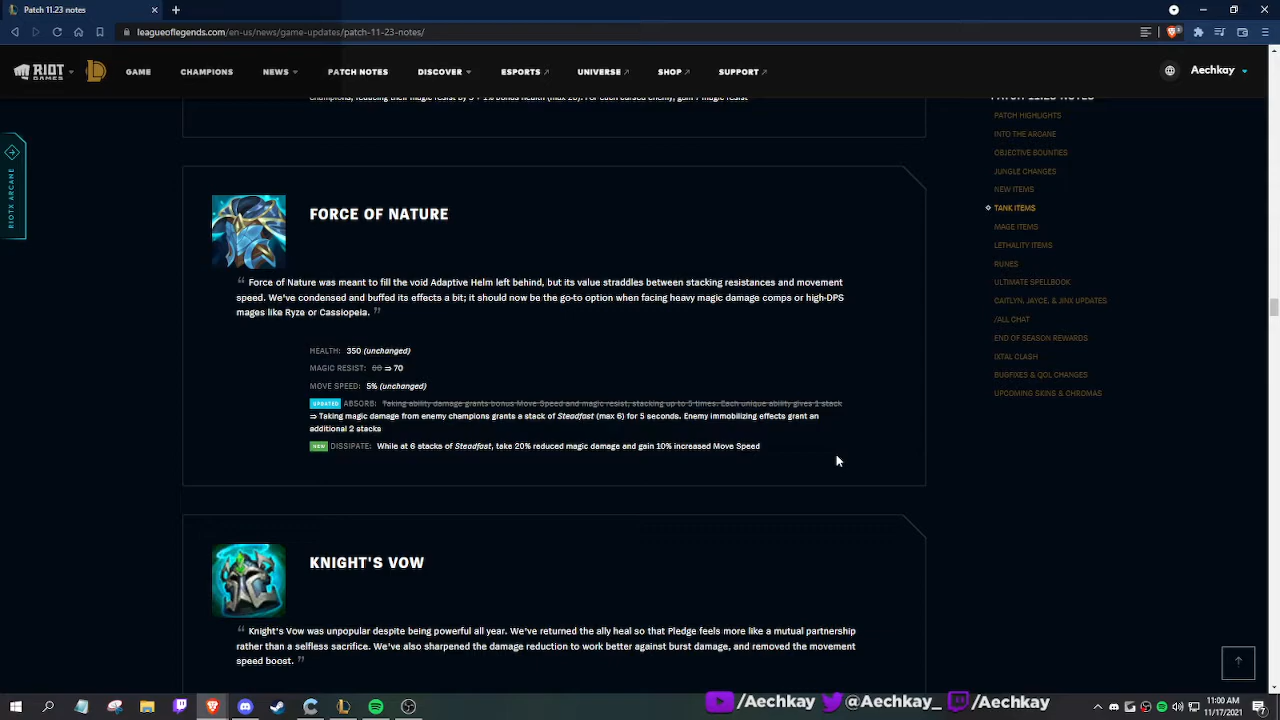 Patch 11.23 notes
leagueoflegends.com/en-us/news/game-updates/patch-11-23-notes/
RIOT GAMES
GAME
CHAMPIONS
NEWS
PATCH NOTES
DISCOVER
ESPORTS
UNIVERSE
SHOP
SUPPORT
Aechkay
RIOTX ARCANE
PATCH 11.23 NOTES
PATCH HIGHLIGHTS
INTO THE ARCANE
OBJECTIVE BOUNTIES
JUNGLE CHANGES
NEW ITEMS
TANK ITEMS
MAGE ITEMS
LETHALITY ITEMS
RUNES
ULTIMATE SPELLBOOK
CAITLYN, JAYCE, & JINX UPDATES
/ALL CHAT
END OF SEASON REWARDS
IXTAL CLASH
BUGFIXES & QOL CHANGES
UPCOMING SKINS & CHROMAS
FORCE OF NATURE
“ Force of Nature was meant to fill the void Adaptive Helm left behind, but its value straddles between stacking resistances and movement
speed. We've condensed and buffed its effects a bit; it should now be the go-to option when facing heavy magic damage comps or high-DPS
mages like Ryze or Cassiopeia. ”
HEALTH: 350 (unchanged)
MAGIC RESIST: 60 ⇒ 70
MOVE SPEED: 5% (unchanged)
UPDATED ABSORB: Taking ability damage grants bonus Move Speed and magic resist, stacking up to 5 times. Each unique ability gives 1 stack
⇒ Taking magic damage from enemy champions grants a stack of Steadfast (max 6) for 5 seconds. Enemy immobilizing effects grant an
additional 2 stacks
NEW DISSIPATE: While at 6 stacks of Steadfast, take 20% reduced magic damage and gain 10% increased Move Speed
KNIGHT'S VOW
“ Knight's Vow was unpopular despite being powerful all year. We've returned the ally heal so that Pledge feels more like a mutual partnership
rather than a selfless sacrifice. We've also sharpened the damage reduction to work better against burst damage, and removed the movement
speed boost. ”
/Aechkay @Aechkay_ /Aechkay
11:00 AM
11/17/2021